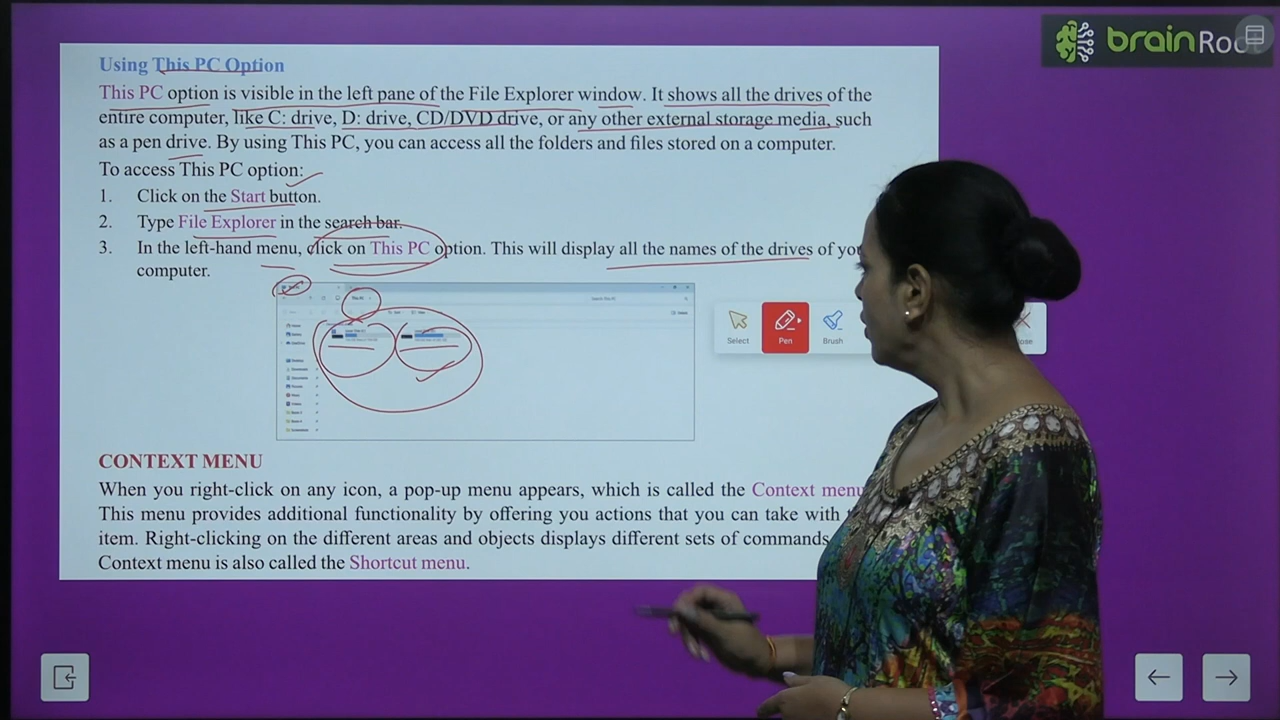 brainRo
Using This PC Option
This PC option is visible in the left pane of the File Explorer window. It shows all the drives of the
entire computer, like C: drive, D: drive, CD/DVD drive, or any other external storage media, such
as a pen drive. By using This PC, you can access all the folders and files stored on a computer.
To access This PC option:
1. Click on the Start button.
2. Type File Explorer in the search bar.
3. In the left-hand menu, click on This PC option. This will display all the names of the drives of
computer.
This PC
Select
Pen
Brush
CONTEXT MENU
When you right-click on any icon, a pop-up menu appears, which is called the Context menu
This menu provides additional functionality by offering you actions that you can take with
item. Right-clicking on the different areas and objects displays different sets of commands
Context menu is also called the Shortcut menu.